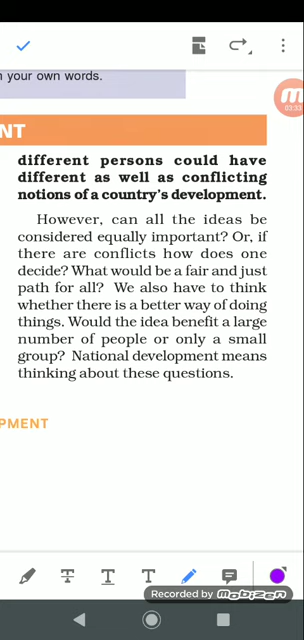 n your own words.
03:33
NT
different persons could have
different as well as conflicting
notions of a country's development.
However, can all the ideas be
considered equally important? Or, if
there are conflicts how does one
decide? What would be a fair and just
path for all? We also have to think
whether there is a better way of doing
things. Would the idea benefit a large
number of people or only a small
group? National development means
thinking about these questions.
PMENT
T T T
Recorded by mobizen